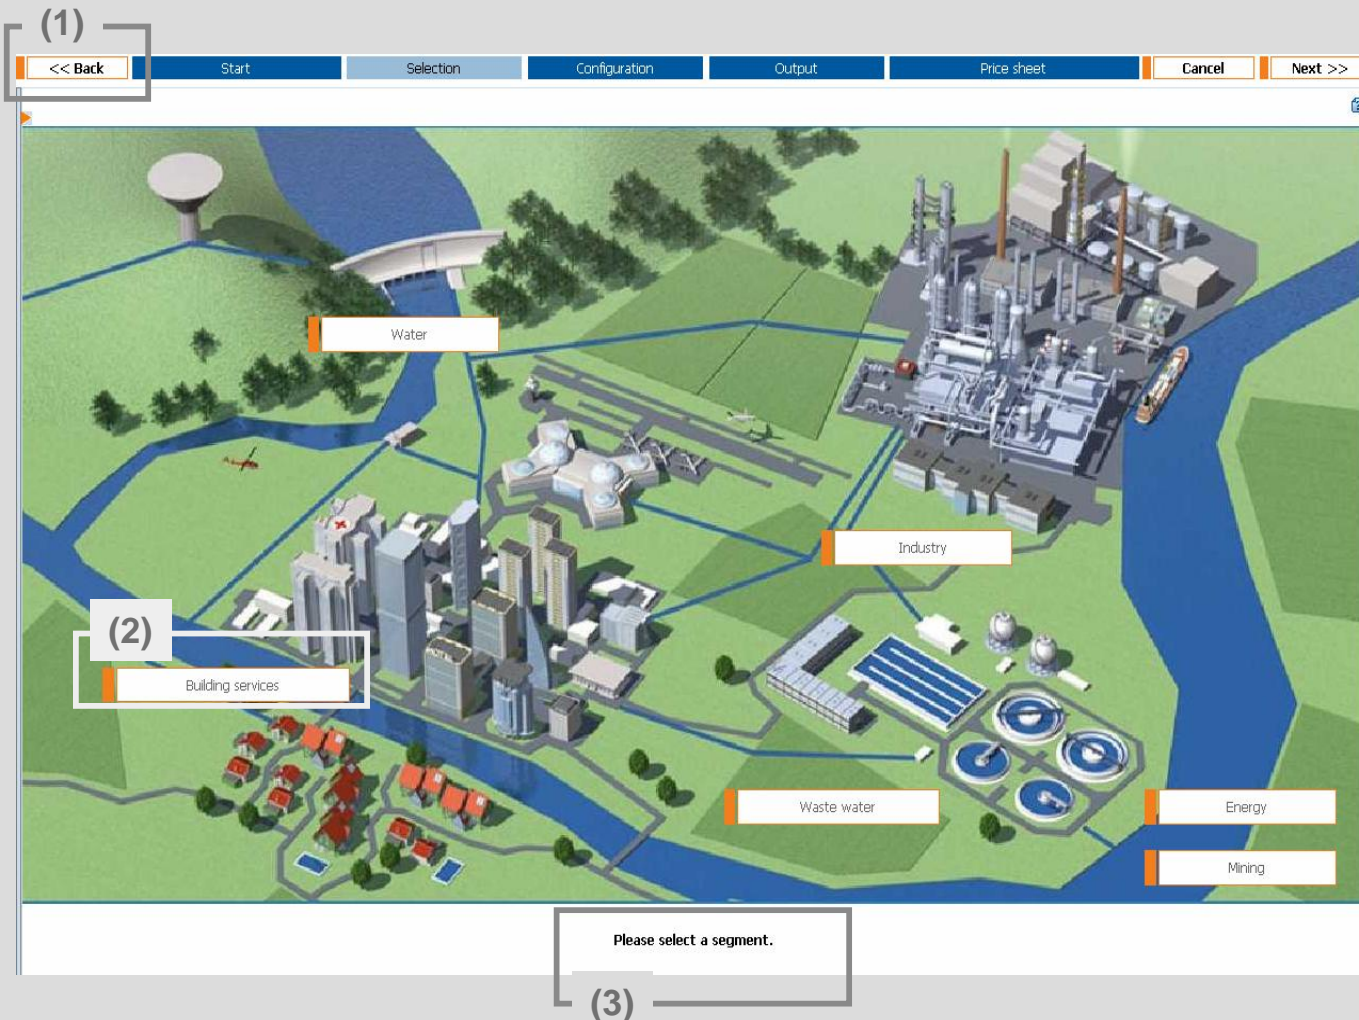 (1)
<< Back Start Selection Configuration Output Price sheet Cancel Next >>
Water
Industry
(2)
Building services
Waste water
Energy
Mining
Please select a segment.
(3)